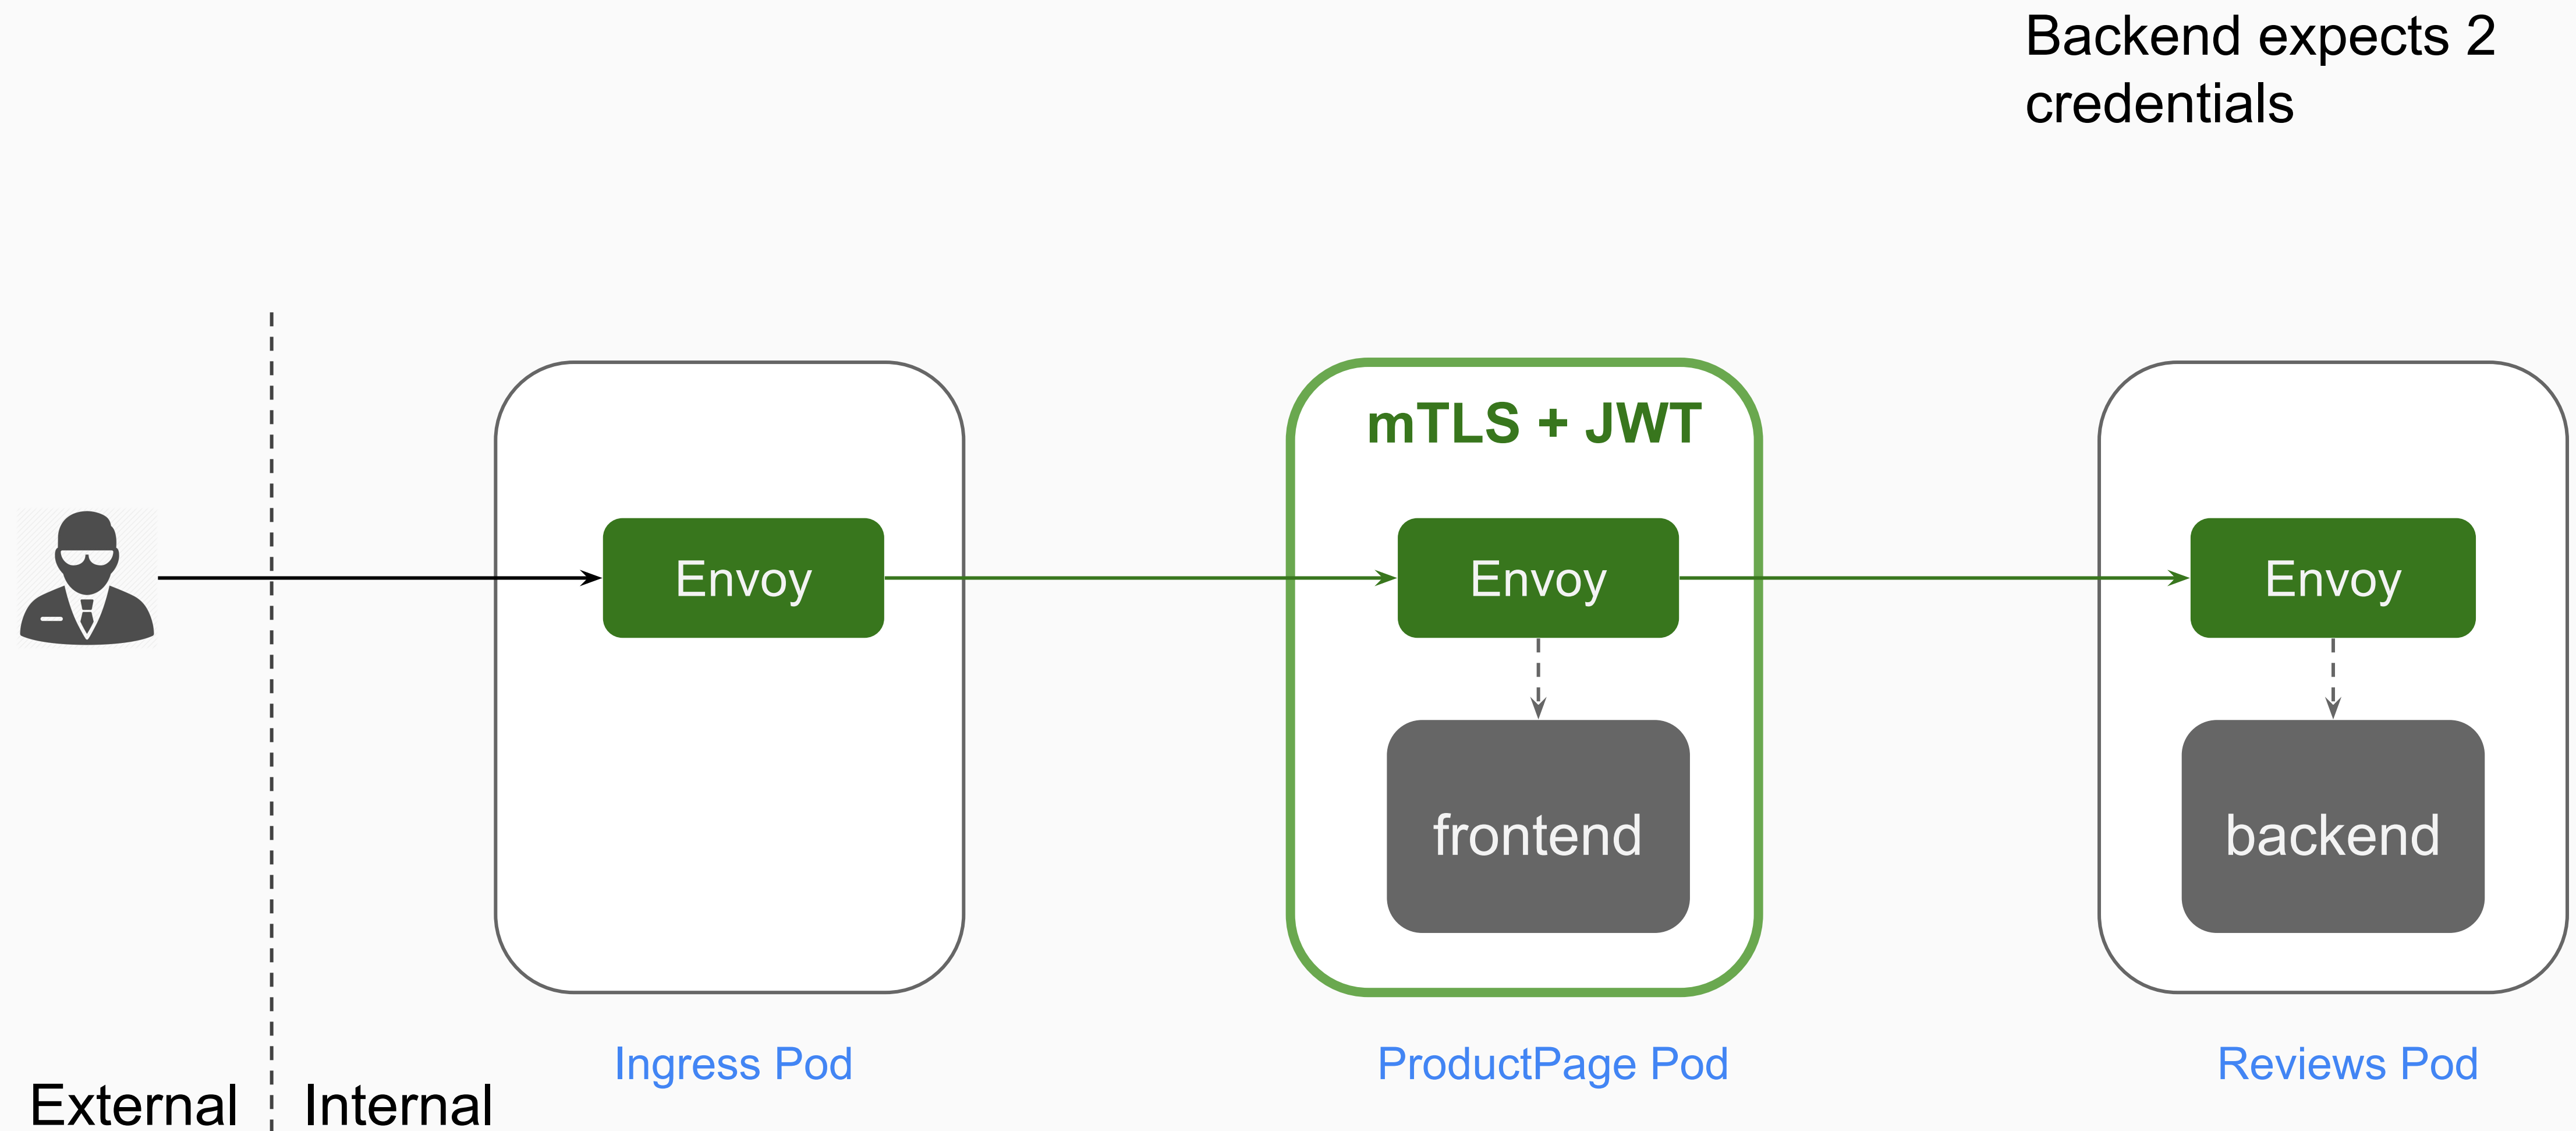 Backend expects 2
credentials
mTLS + JWT
Envoy
Envoy
Envoy
frontend
backend
Ingress Pod
ProductPage Pod
Reviews Pod
External
Internal